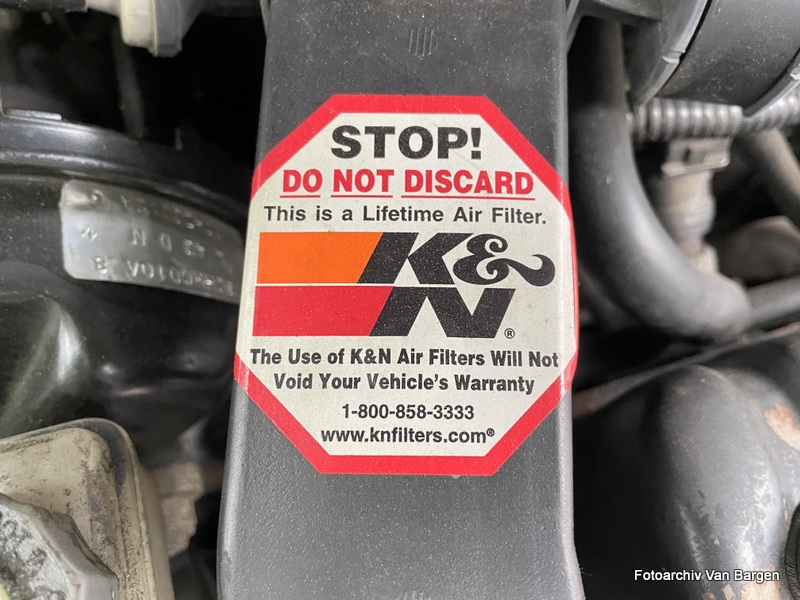 STOP!
DO NOT DISCARD
This is a Lifetime Air Filter.
K&N®
The Use of K&N Air Filters Will Not
Void Your Vehicle's Warranty
1-800-858-3333
www.knfilters.com®
Fotoarchiv Van Bargen